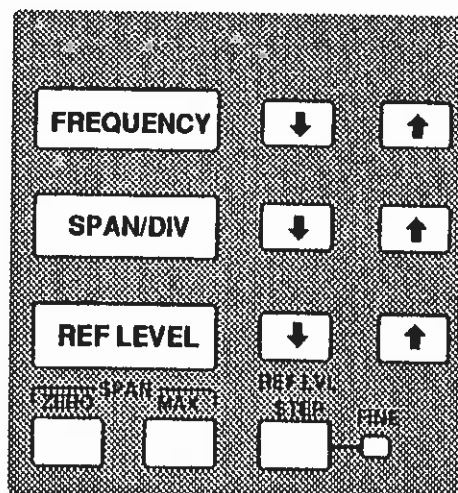 FREQUENCY
SPAN/DIV
REF LEVEL
SPAN
ZERO
MAX
REF LVL
STEP
FINE